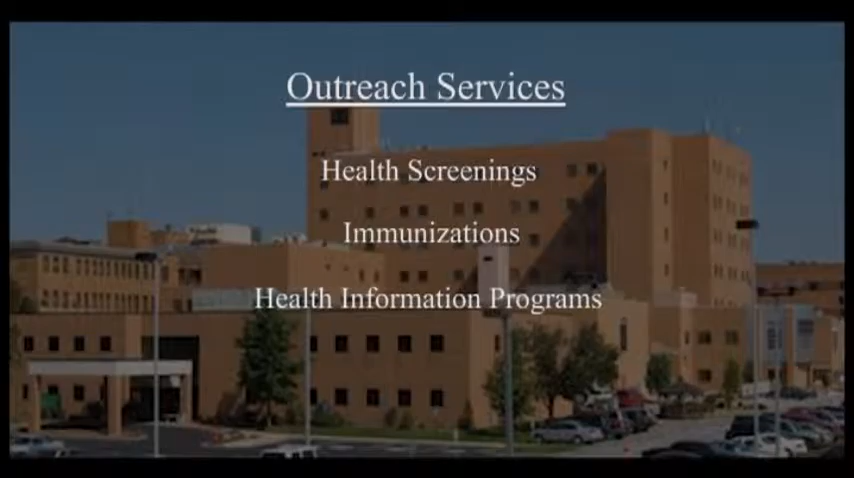 Outreach Services
Health Screenings
Immunizations
Health Information Programs